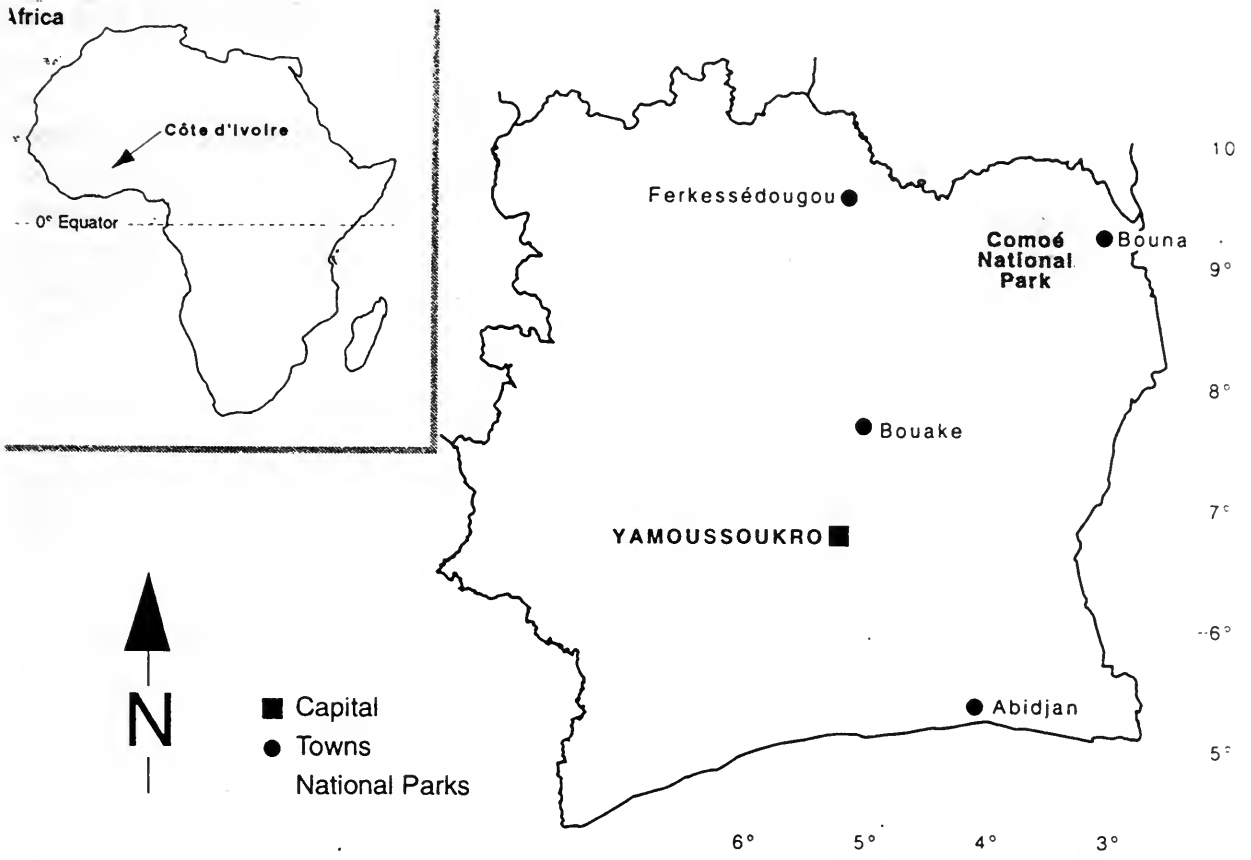 Africa
Côte d'Ivoire
0° Equator
10
Ferkessédougou
Comoé
National
Park
Bouna
9°
8°
Bouake
7°
YAMOUSSOUKRO
6°
N
Capital
Towns
National Parks
Abidjan
5°
6° 5° 4° 3°